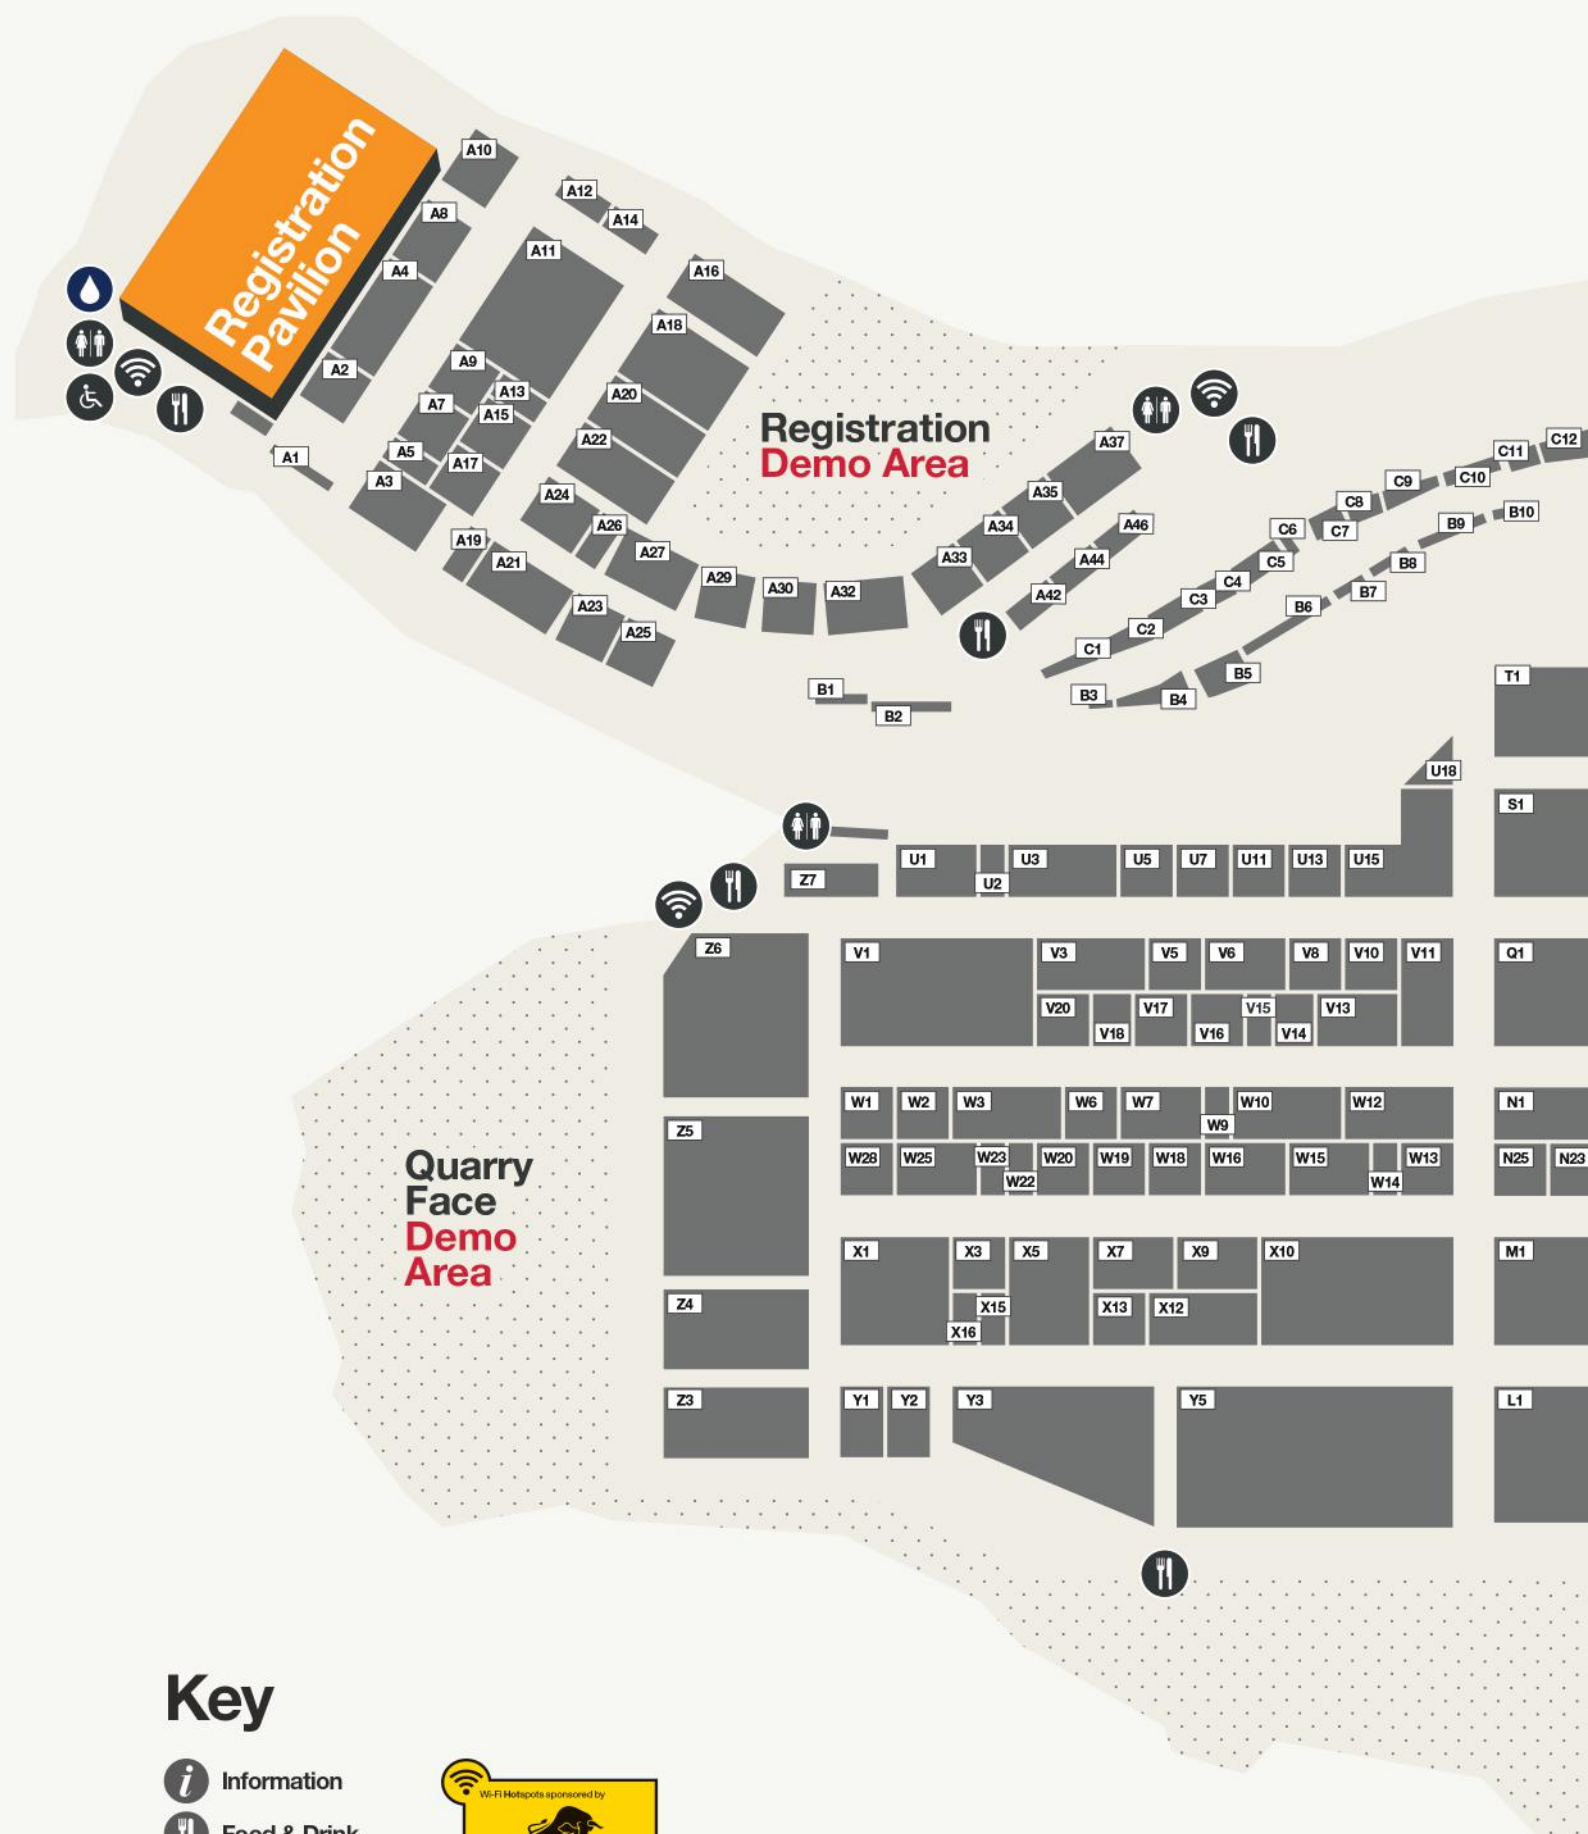 Registration
Pavilion
A10
A12
A14
A8
A11
A4
A16
A18
A2
A9
A13
A20
A7
A15
A22
A5
A17
A1
A3
A24
A26
A27
A19
A21
A29
A30
A32
A23
A25
Registration
Demo Area
A37
A35
A34
A33
A46
A44
A42
C12
C11
C10
C9
C8
C7
C6
C5
C4
C3
C2
C1
B10
B9
B8
B7
B6
B5
B4
B3
B1
B2
T1
U18
S1
U1
U2
U3
U5
U7
U11
U13
U15
Z7
Z6
V1
V3
V5
V6
V8
V10
V11
Q1
V20
V18
V17
V16
V15
V14
V13
W1
W2
W3
W6
W7
W9
W10
W12
N1
Z5
W28
W25
W23
W22
W20
W19
W18
W16
W15
W14
W13
N25
N23
Quarry
Face
Demo
Area
X1
X3
X5
X7
X9
X10
M1
Z4
X16
X15
X13
X12
Z3
Y1
Y2
Y3
Y5
L1
Key
Information
Food & Drink
Wi-Fi Hotspots sponsored by